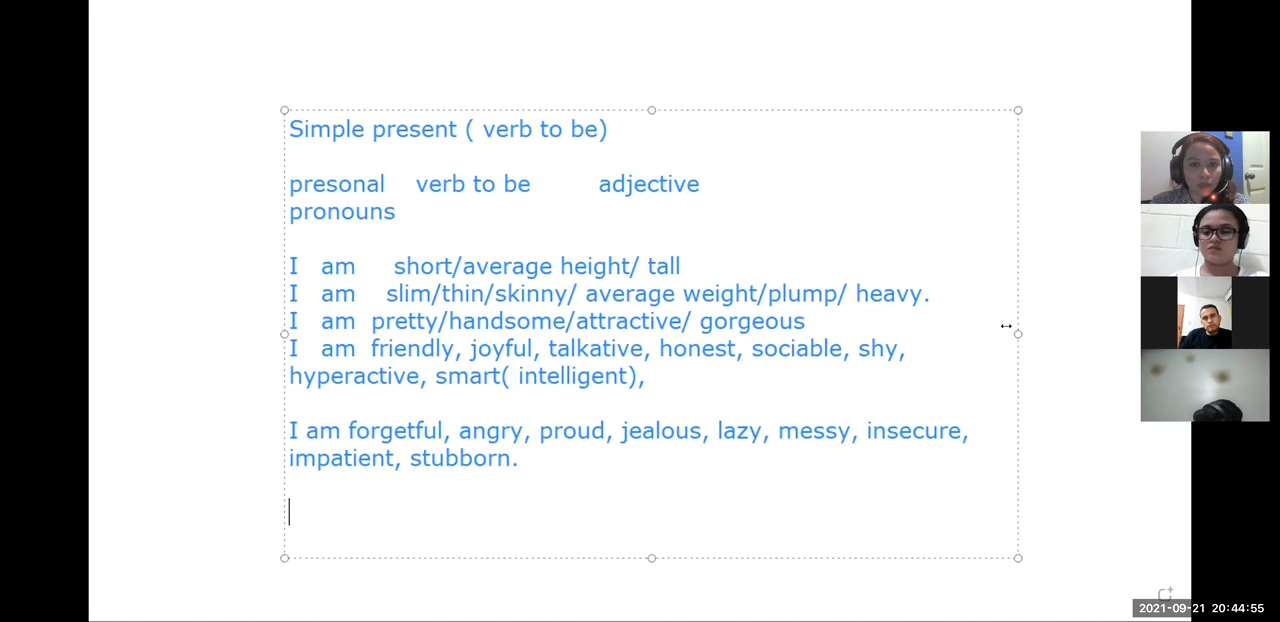 Simple present ( verb to be)
presonal verb to be adjective
pronouns
I am short/average height/ tall
I am slim/thin/skinny/ average weight/plump/ heavy.
I am pretty/handsome/attractive/ gorgeous
I am friendly, joyful, talkative, honest, sociable, shy,
hyperactive, smart( intelligent),
I am forgetful, angry, proud, jealous, lazy, messy, insecure,
impatient, stubborn.
2021-09-21 20:44:55